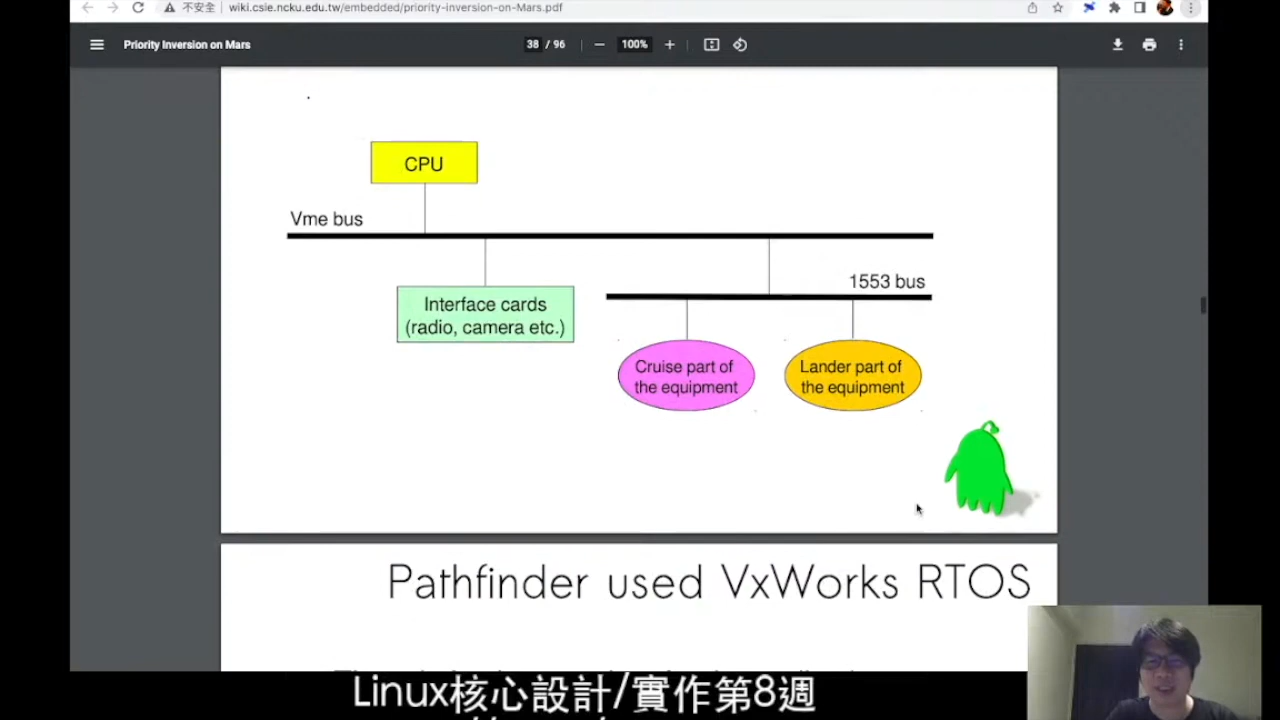 不安全
wiki.csie.ncku.edu.tw/embedded/priority-inversion-on-Mars.pdf
Priority Inversion on Mars
38 / 96
100%
CPU
Vme bus
1553 bus
Interface cards
(radio, camera etc.)
Cruise part of
the equipment
Lander part of
the equipment
Pathfinder used VxWorks RTOS
Linux核心設計/實作第8週